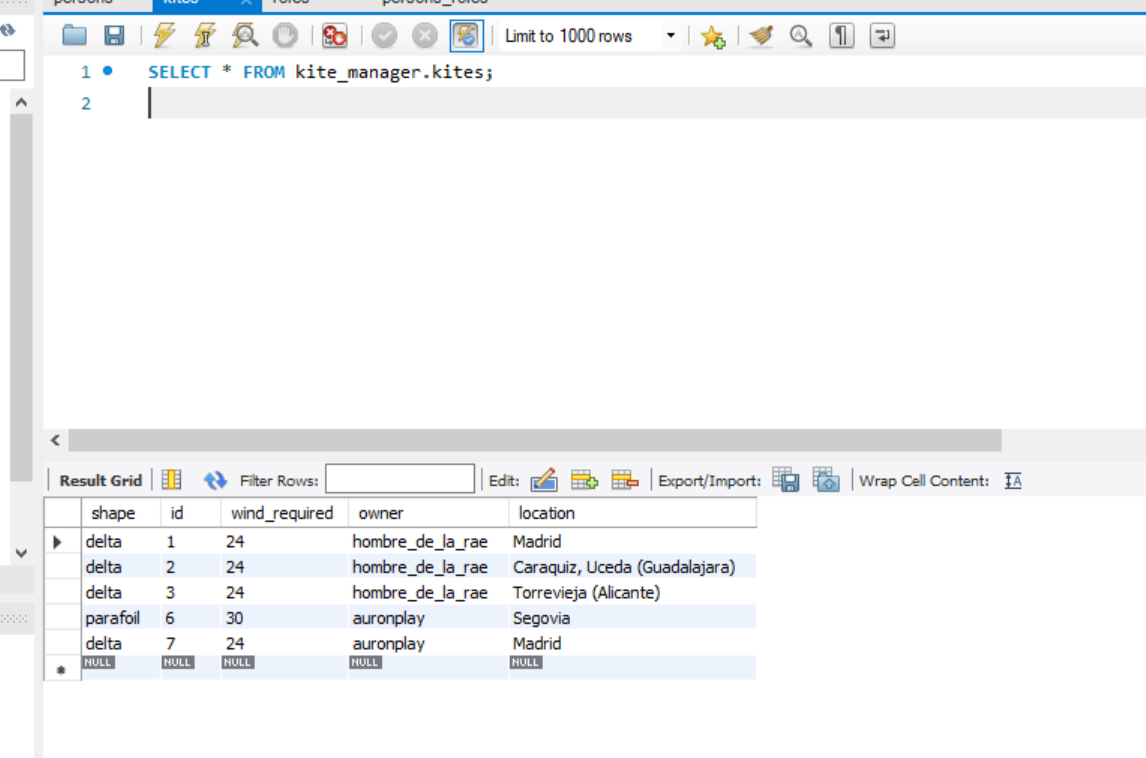 persons kites roles persons_roles
Limit to 1000 rows
1 SELECT * FROM kite_manager.kites;
2
Result Grid Filter Rows: Edit: Export/Import: Wrap Cell Content:
shape id wind_required owner location
delta 1 24 hombre_de_la_rae Madrid
delta 2 24 hombre_de_la_rae Caraquiz, Uceda (Guadalajara)
delta 3 24 hombre_de_la_rae Torrevieja (Alicante)
parafoil 6 30 auronplay Segovia
delta 7 24 auronplay Madrid
NULL NULL NULL NULL NULL